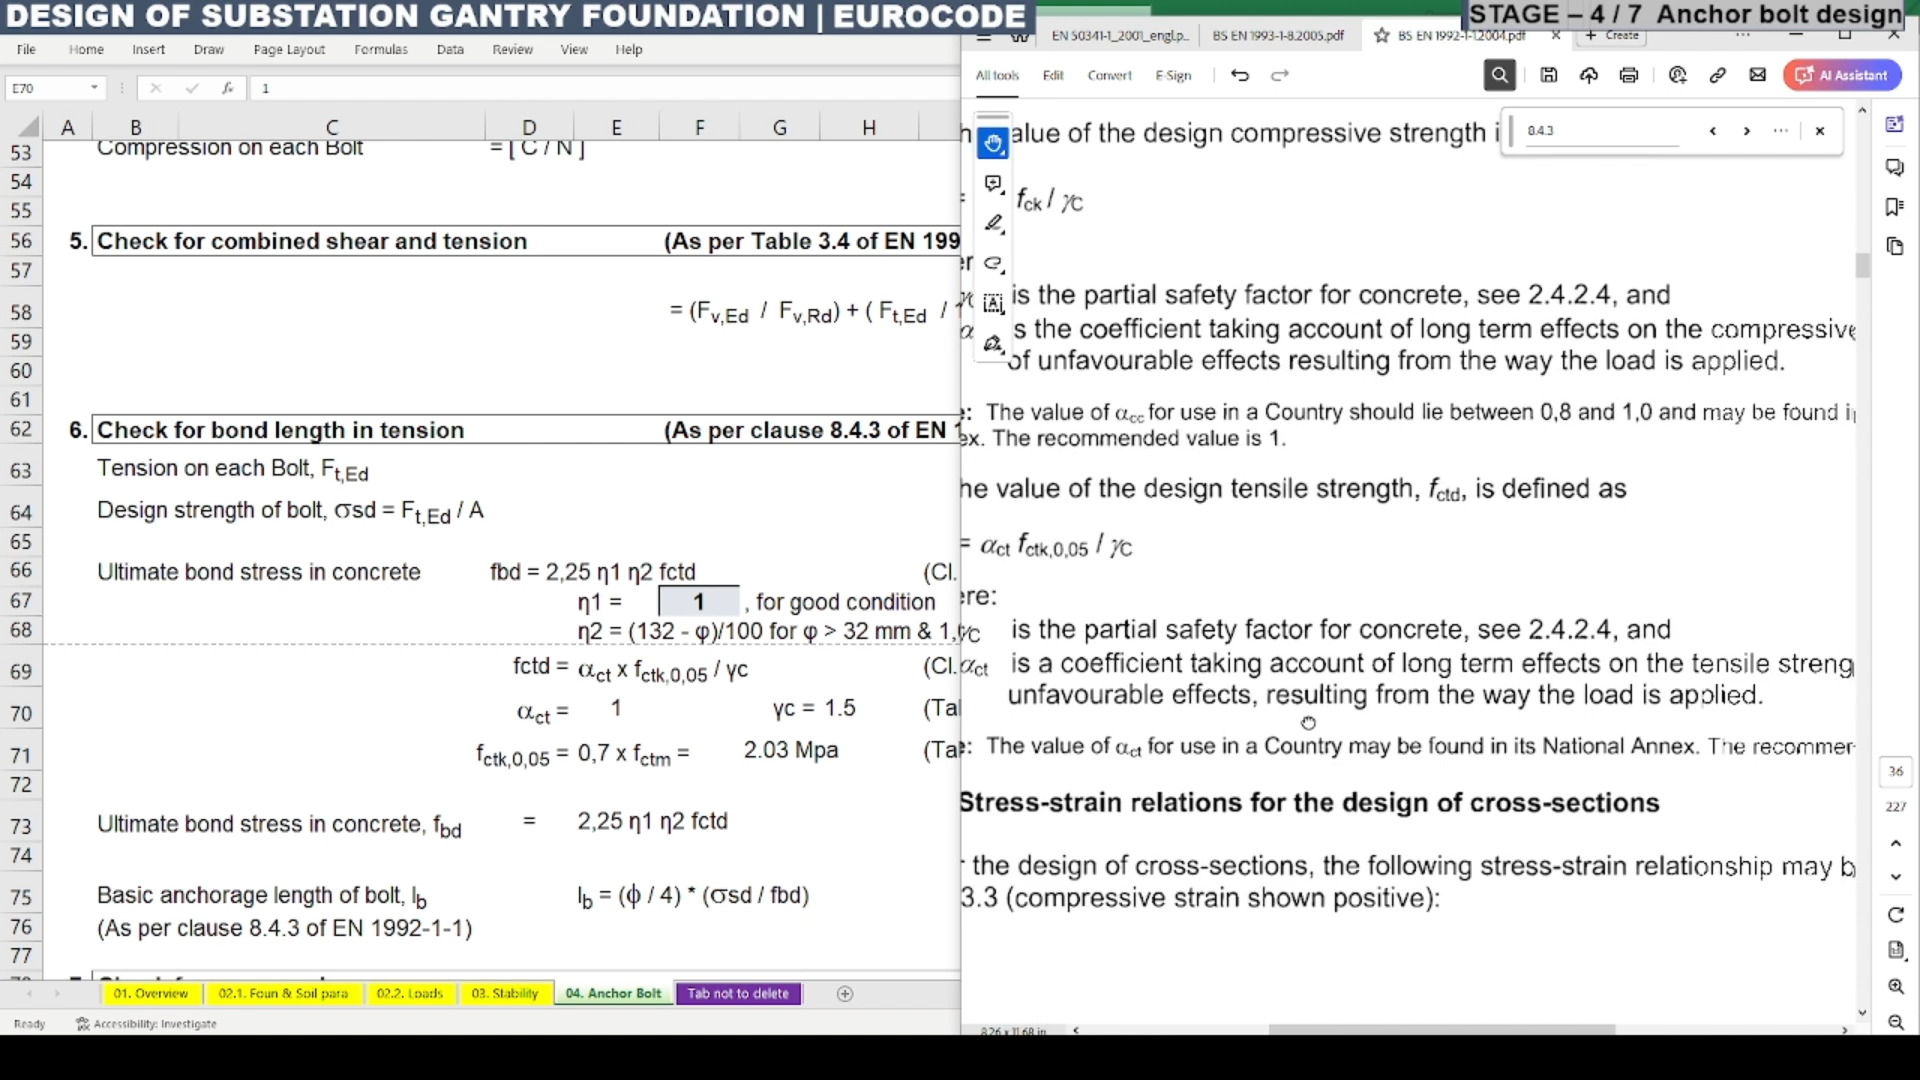 DESIGN OF SUBSTATION GANTRY FOUNDATION | EUROCODE
STAGE – 4 / 7 Anchor bolt design
File Home Insert Draw Page Layout Formulas Data Review View Help
E70 fx 1
A B C D E F G H
53 Compression on each Bolt = [ C / N ]
54
55
56 5. Check for combined shear and tension (As per Table 3.4 of EN 199
57
58 = (Fv,Ed / Fv,Rd) + ( Ft,Ed /
59
60
61
62 6. Check for bond length in tension (As per clause 8.4.3 of EN 1
63 Tension on each Bolt, Ft,Ed
64 Design strength of bolt, σsd = Ft,Ed / A
65
66 Ultimate bond stress in concrete fbd = 2,25 η1 η2 fctd (Cl.
67 η1 = 1 , for good condition
68 η2 = (132 - φ)/100 for φ > 32 mm & 1,
69 fctd = αct x fctk,0,05 / γc (Cl.
70 αct = 1 γc = 1.5 (Ta
71 fctk,0,05 = 0,7 x fctm = 2.03 Mpa (Ta
72
73 Ultimate bond stress in concrete, fbd = 2,25 η1 η2 fctd
74
75 Basic anchorage length of bolt, lb lb = (ϕ / 4) * (σsd / fbd)
76 (As per clause 8.4.3 of EN 1992-1-1)
77
01. Overview 02.1. Foun & Soil para 02.2. Loads 03. Stability 04. Anchor Bolt Tab not to delete
Ready Accessibility: Investigate
EN 50341-1_2001_engl.p... BS EN 1993-1-8.2005.pdf BS EN 1992-1-1.2004.pdf Create
All tools Edit Convert E-Sign AI Assistant
8.4.3
alue of the design compressive strength i
fck / γC
is the partial safety factor for concrete, see 2.4.2.4, and
s the coefficient taking account of long term effects on the compressive
of unfavourable effects resulting from the way the load is applied.
: The value of αcc for use in a Country should lie between 0,8 and 1,0 and may be found i
ex. The recommended value is 1.
he value of the design tensile strength, fctd, is defined as
= αct fctk,0,05 / γC
ere:
γC is the partial safety factor for concrete, see 2.4.2.4, and
αct is a coefficient taking account of long term effects on the tensile streng
unfavourable effects, resulting from the way the load is applied.
: The value of αct for use in a Country may be found in its National Annex. The recommer
Stress-strain relations for the design of cross-sections
the design of cross-sections, the following stress-strain relationship may b
3.3 (compressive strain shown positive):
36
227
8.26 x 11.68 in